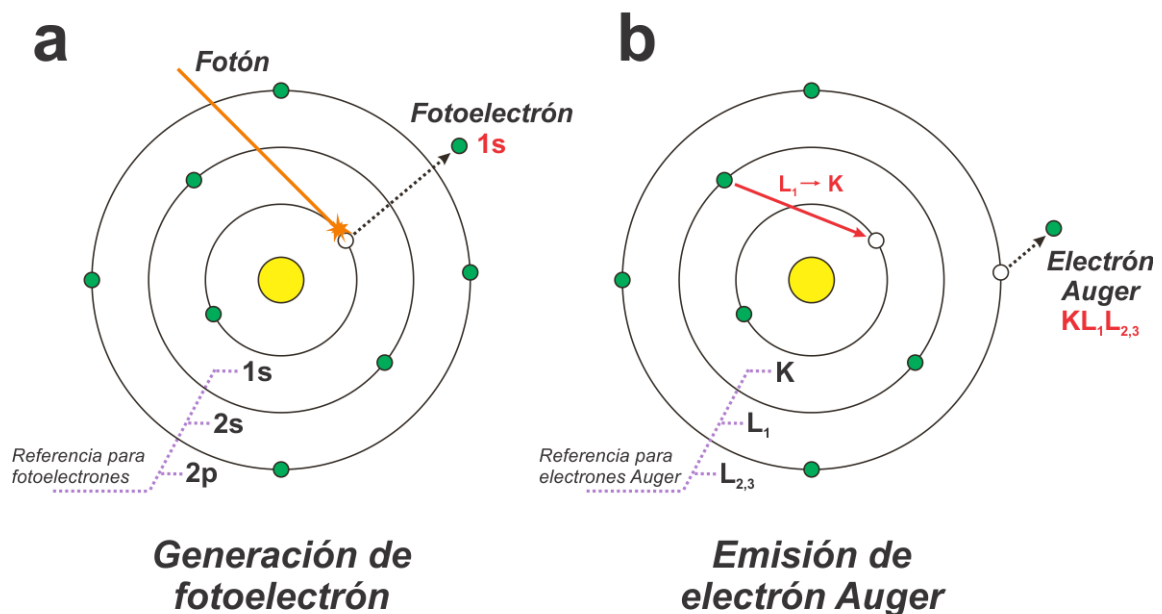 a
Fotón
Fotoelectrón
1s
1s
2s
2p
Referencia para
fotoelectrones
Generación de
fotoelectrón
b
L₁ → K
Electrón
Auger
KL₁L₂,₃
K
L₁
L₂,₃
Referencia para
electrones Auger
Emisión de
electrón Auger